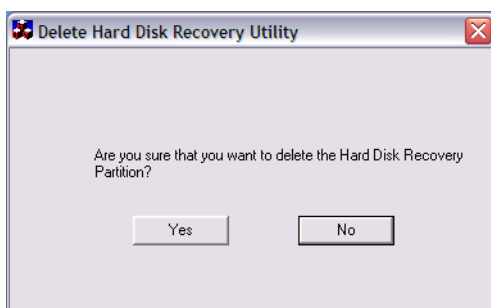 Delete Hard Disk Recovery Utility
Are you sure that you want to delete the Hard Disk Recovery
Partition?
Yes No